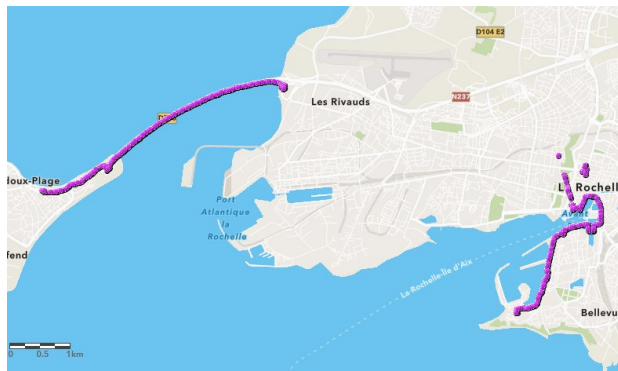 D104 E2
Les Rivauds
N237
doux-Plage
La Rochell
Port
Atlantique
la
Rochelle
Avant
fend
La Rochelle-Île d'Aix
Bellevu
0 0.5 1km